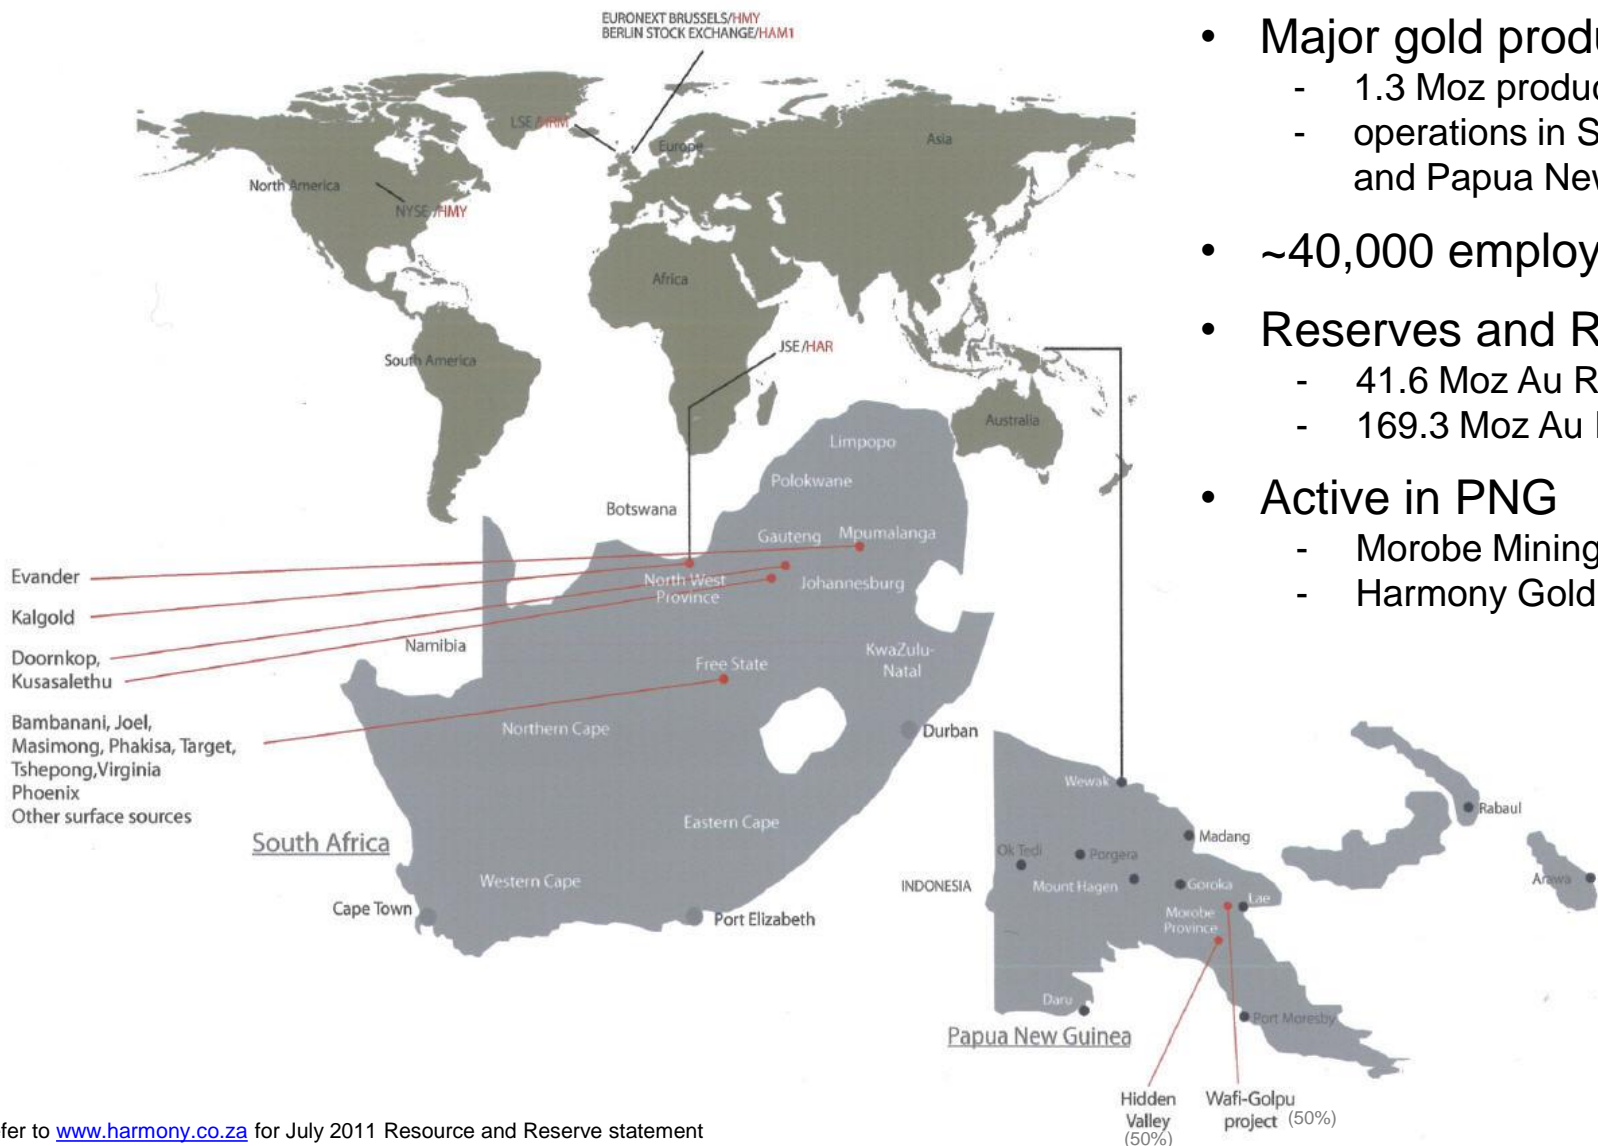 EURONEXT BRUSSELS/HMY
BERLIN STOCK EXCHANGE/HAM1
LSE/HRM
Europe
Asia
North America
NYSE/HMY
Africa
JSE/HAR
South America
Australia
• Major gold produ
- 1.3 Moz produc
- operations in S
and Papua Nev
• ~40,000 employ
• Reserves and R
- 41.6 Moz Au R
- 169.3 Moz Au
• Active in PNG
- Morobe Mining
- Harmony Gold
Limpopo
Polokwane
Botswana
Gauteng
Mpumalanga
North West
Province
Johannesburg
Evander
Kalgold
Doornkop,
Kusasalethu
Namibia
Free State
KwaZulu-
Natal
Bambanani, Joel,
Masimong, Phakisa, Target,
Tshepong,Virginia
Phoenix
Other surface sources
Northern Cape
Durban
South Africa
Eastern Cape
Western Cape
Cape Town
Port Elizabeth
Wewak
Rabaul
Madang
Ok Tedi
Porgera
INDONESIA
Mount Hagen
Goroka
Arawa
Lae
Morobe
Province
Daru
Port Moresby
Papua New Guinea
Hidden
Valley
(50%)
Wafi-Golpu
project (50%)
fer to www.harmony.co.za for July 2011 Resource and Reserve statement